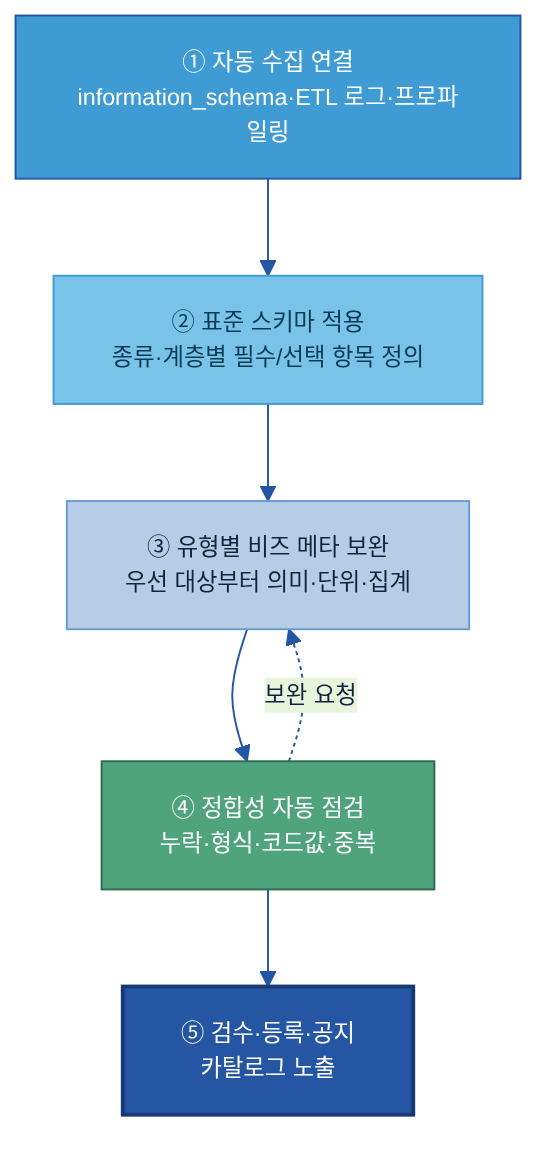 ① 자동 수집 연결
information_schema·ETL 로그·프로파
일링
② 표준 스키마 적용
종류·계층별 필수/선택 항목 정의
③ 유형별 비즈 메타 보완
우선 대상부터 의미·단위·집계
보완 요청
④ 정합성 자동 점검
누락·형식·코드값·중복
⑤ 검수·등록·공지
카탈로그 노출